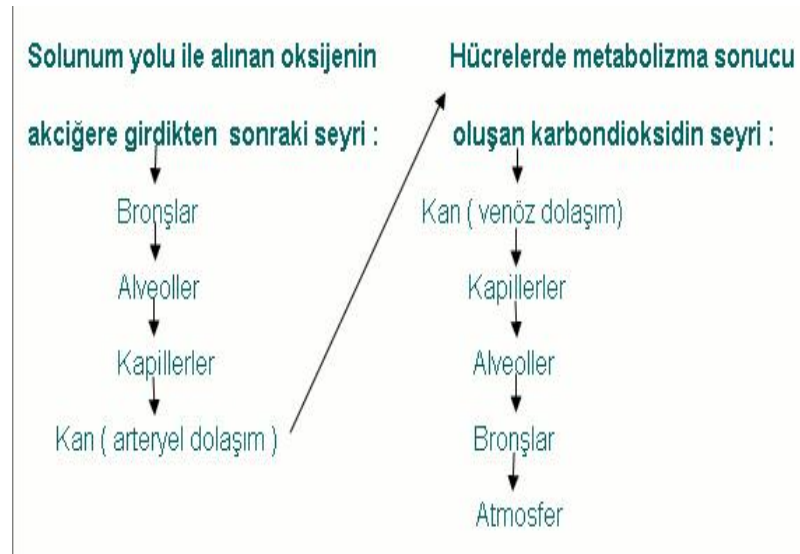 Solunum yolu ile alınan oksijenin
akciğere girdikten sonraki seyri :
Bronşlar
Alveoller
Kapillerler
Kan ( arteryel dolaşım )
Hücrelerde metabolizma sonucu
oluşan karbondioksidin seyri :
Kan ( venöz dolaşım)
Kapillerler
Alveoller
Bronşlar
Atmosfer